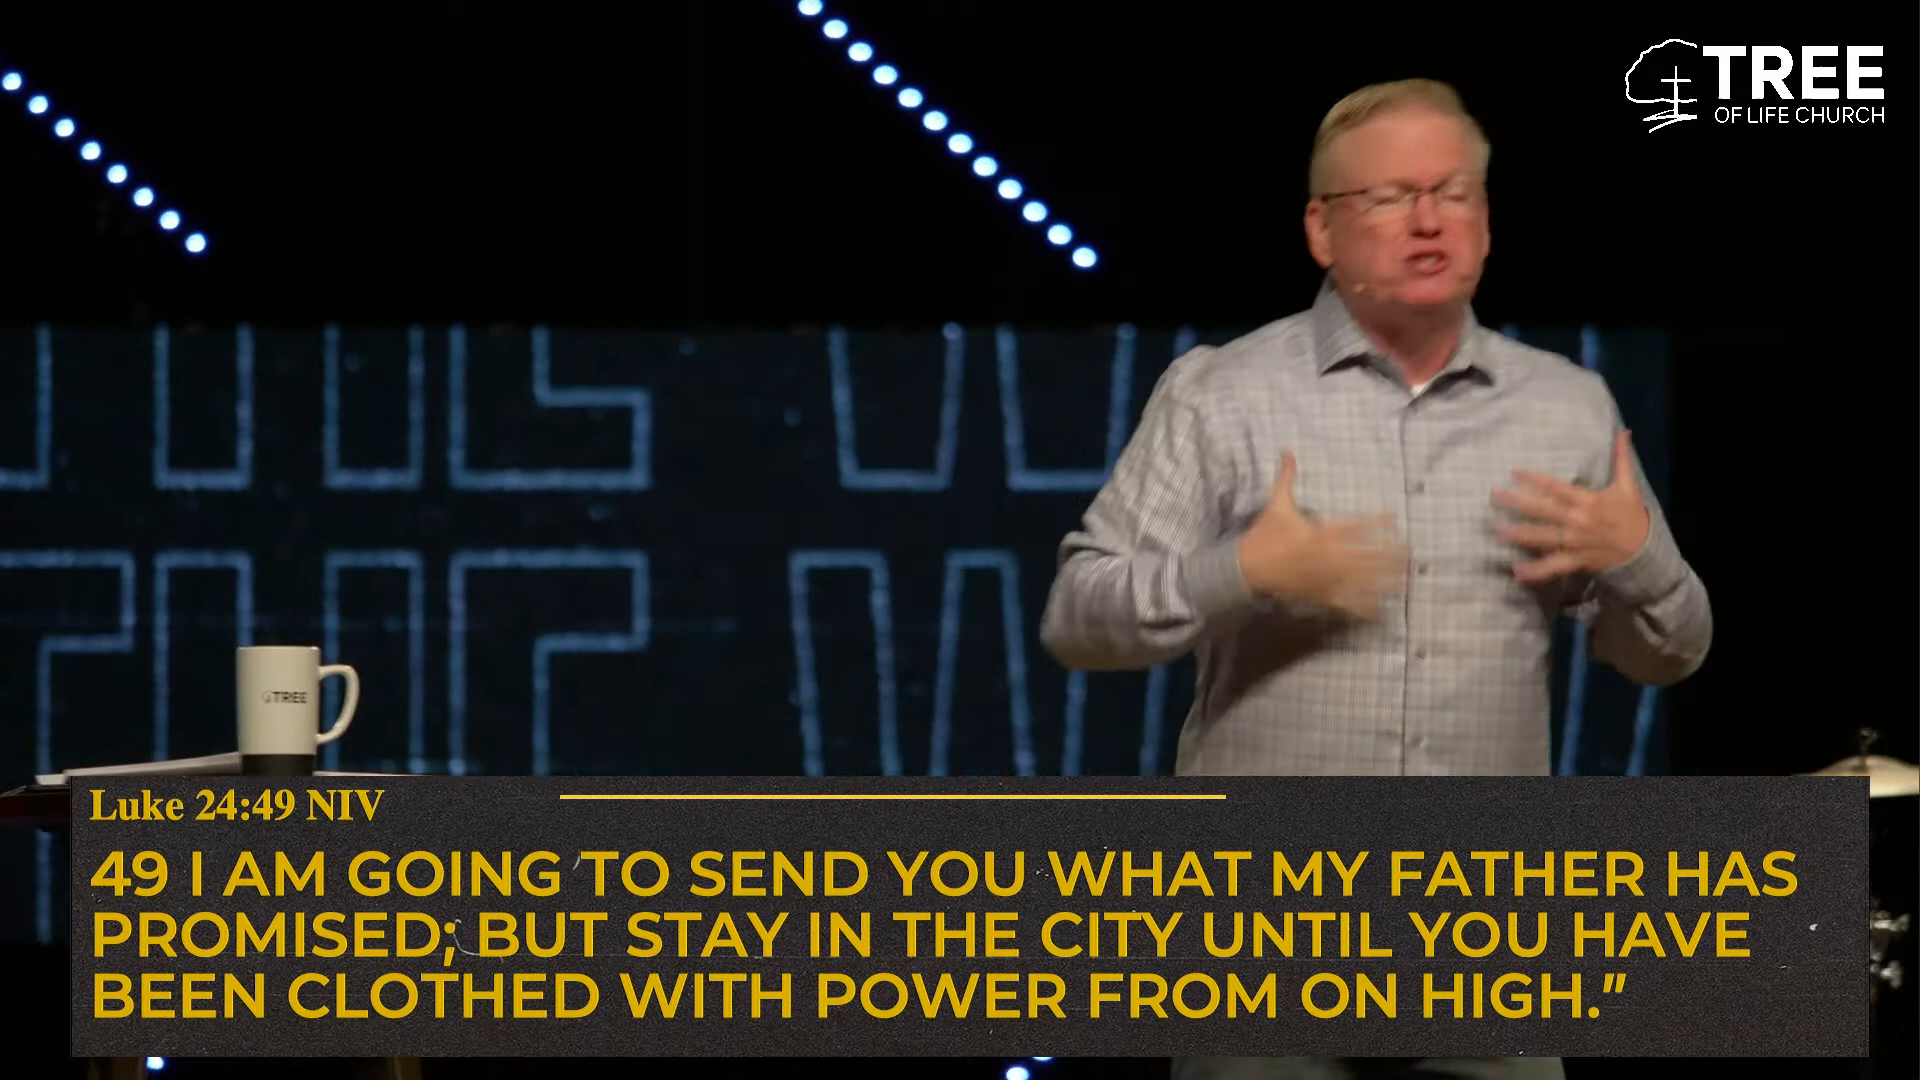 TREE
OF LIFE CHURCH
TREE
Luke 24:49 NIV
49 I AM GOING TO SEND YOU WHAT MY FATHER HAS
PROMISED; BUT STAY IN THE CITY UNTIL YOU HAVE
BEEN CLOTHED WITH POWER FROM ON HIGH.”